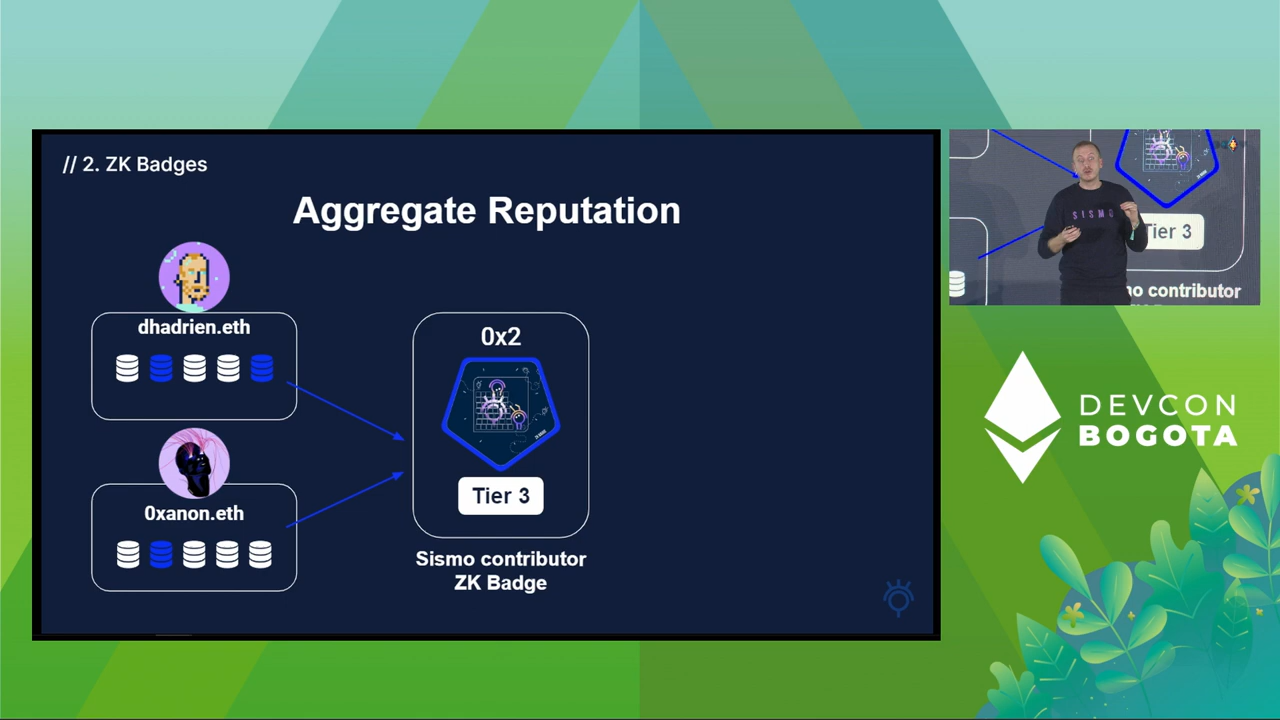 // 2. ZK Badges
Aggregate Reputation
dhadrien.eth
0xanon.eth
0x2
Tier 3
Sismo contributor
ZK Badge
SISMO
Tier 3
mo contributor
DEVCON
BOGOTA